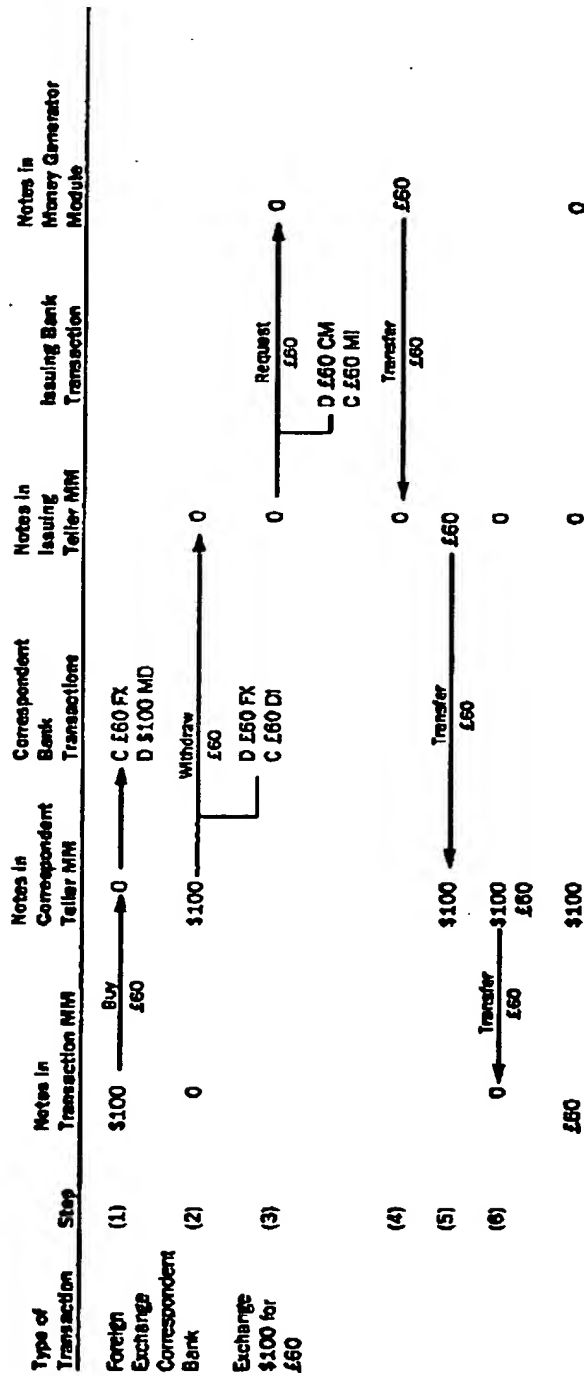 Type of
Transaction
Step
Notes in
Transaction MM
Notes in
Correspondent
Teller MM
Correspondent
Bank
Transactions
Notes in
Issuing
Teller MM
Issuing Bank
Transaction
Notes in
Money Generator
Module
Foreign
Exchange
Correspondent
Bank
Exchange
$100 for
£60
(1)
$100
Buy
£60
0
C £60 FX
D $100 MD
(2)
0
$100
Withdraw
£60
0
D £60 FX
C £60 DI
(3)
0
Request
£60
0
D £60 CM
C £60 MI
(4)
0
Transfer
£60
£60
(5)
$100
Transfer
£60
£60
(6)
0
Transfer
£60
$100
£60
0
£60
$100
0
0